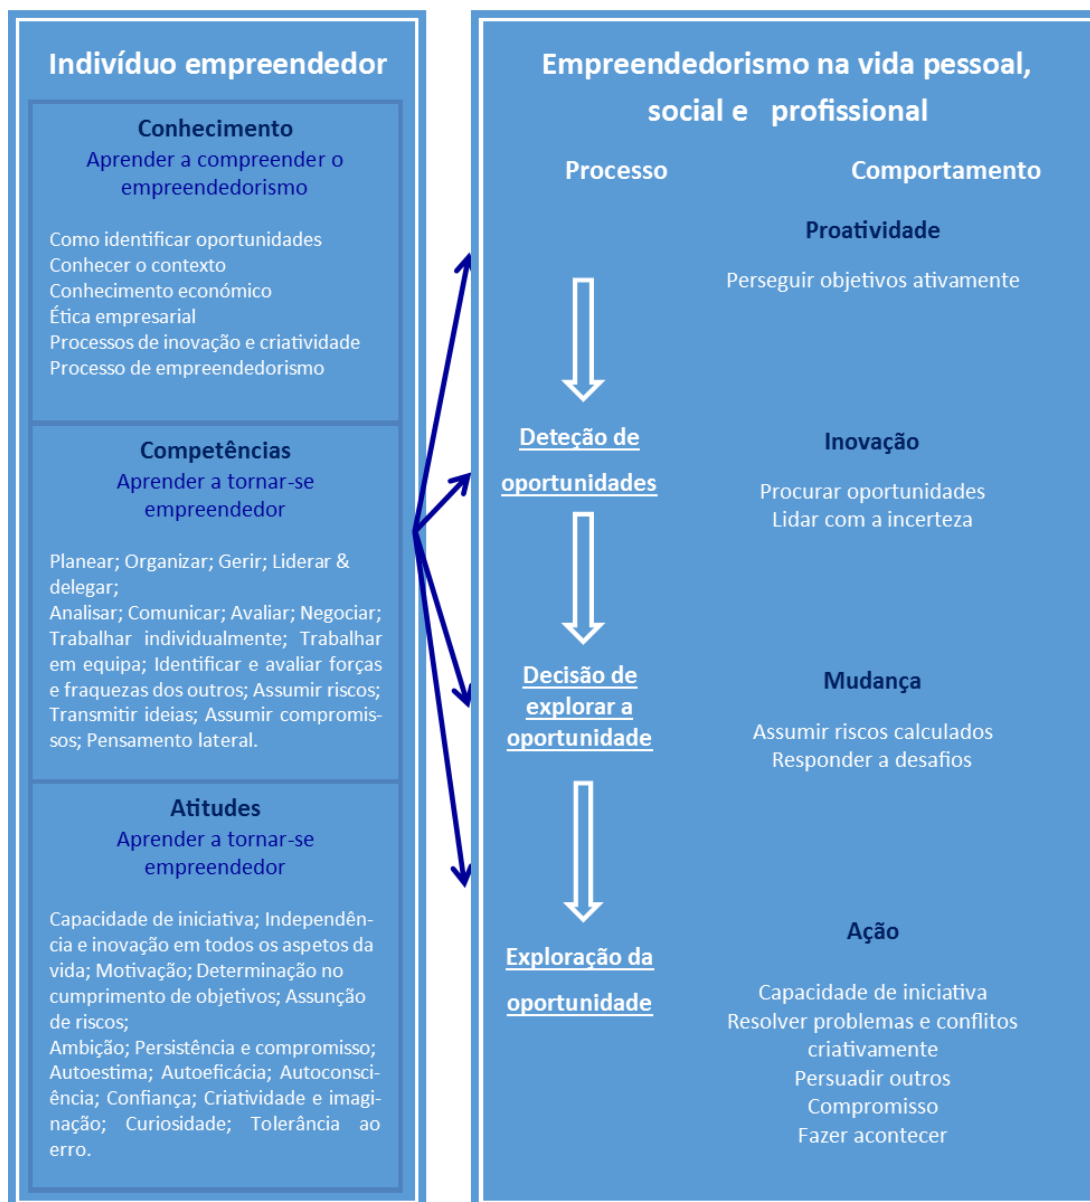 Indivíduo empreendedor
Conhecimento
Aprender a compreender o
empreendedorismo
Como identificar oportunidades
Conhecer o contexto
Conhecimento económico
Ética empresarial
Processos de inovação e criatividade
Processo de empreendedorismo
Competências
Aprender a tornar-se
empreendedor
Planear; Organizar; Gerir; Liderar &
delegar;
Analisar; Comunicar; Avaliar; Negociar;
Trabalhar individualmente; Trabalhar
em equipa; Identificar e avaliar forças
e fraquezas dos outros; Assumir riscos;
Transmitir ideias; Assumir compromis-
sos; Pensamento lateral.
Atitudes
Aprender a tornar-se
empreendedor
Capacidade de iniciativa; Independên-
cia e inovação em todos os aspetos da
vida; Motivação; Determinação no
cumprimento de objetivos; Assunção
de riscos;
Ambição; Persistência e compromisso;
Autoestima; Autoeficácia; Autoconsci-
ência; Confiança; Criatividade e imagi-
nação; Curiosidade; Tolerância ao
erro.
Empreendedorismo na vida pessoal,
social e profissional
Processo
Comportamento
Proatividade
Perseguir objetivos ativamente
Deteção de
oportunidades
Inovação
Procurar oportunidades
Lidar com a incerteza
Decisão de
explorar a
oportunidade
Mudança
Assumir riscos calculados
Responder a desafios
Exploração da
oportunidade
Ação
Capacidade de iniciativa
Resolver problemas e conflitos
criativamente
Persuadir outros
Compromisso
Fazer acontecer